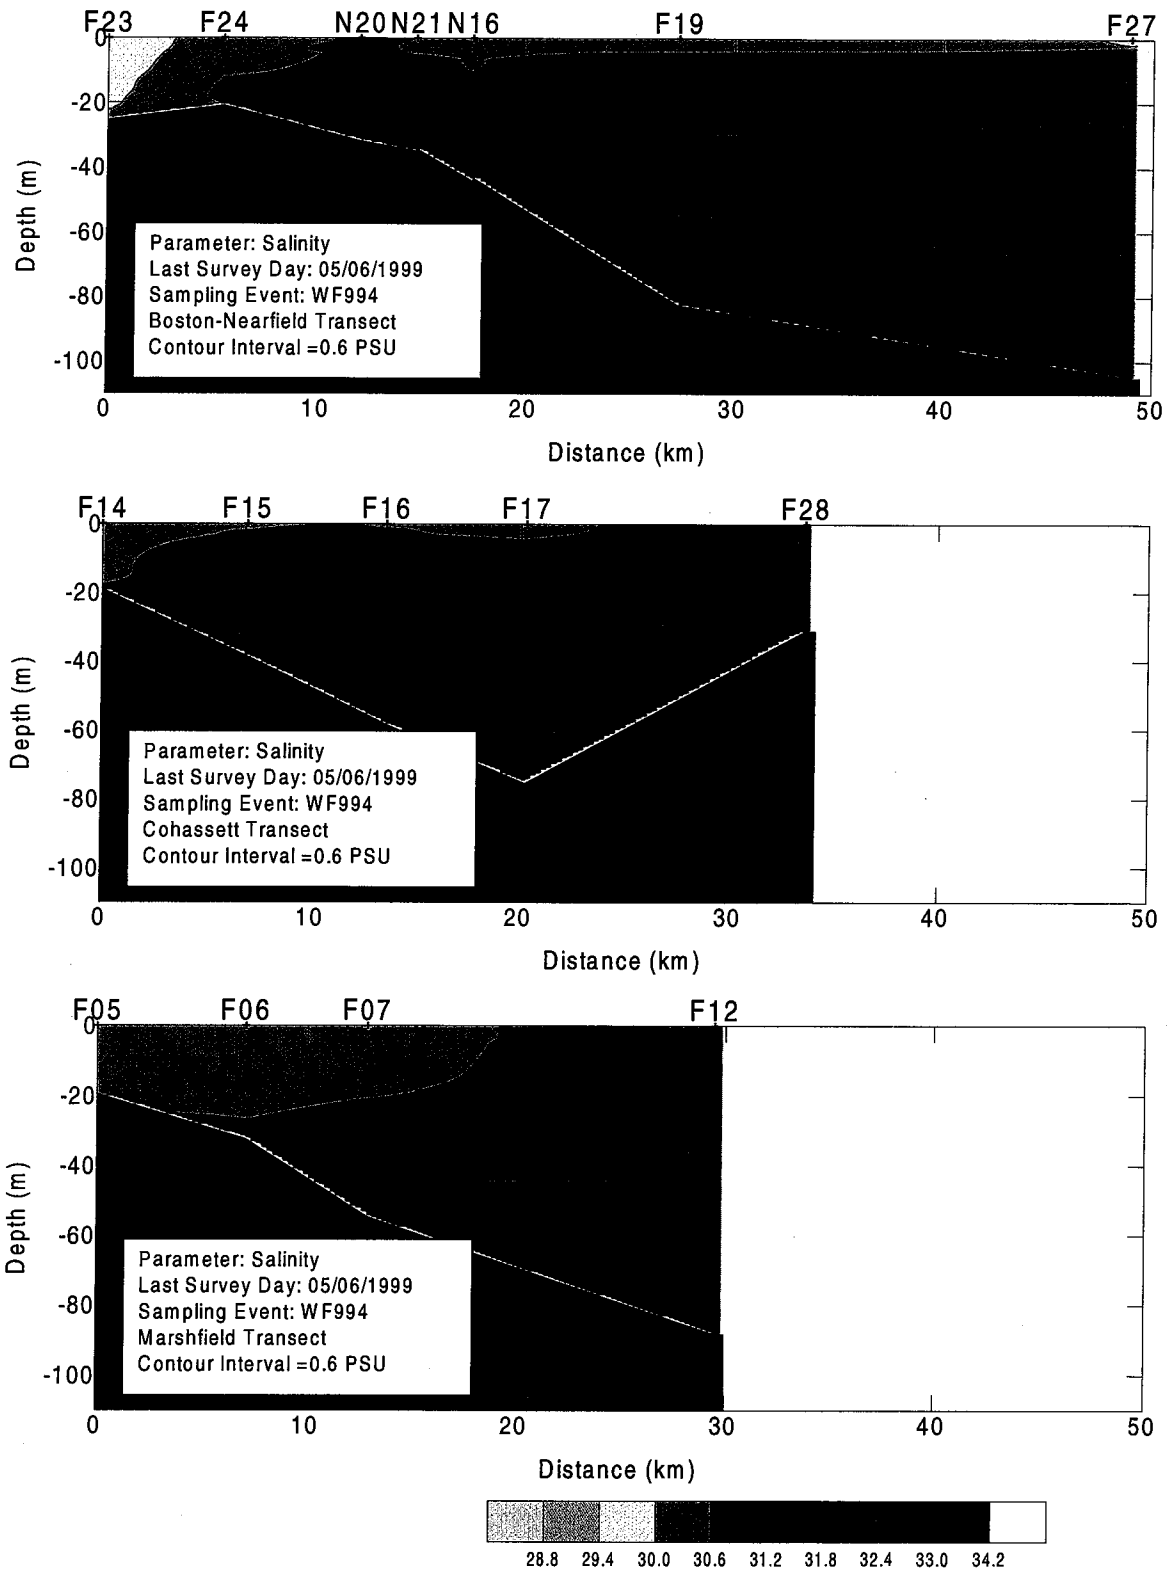 F23 F24 N20 N21 N16 F19 F27
0
-20
-40
-60
-80
-100
Depth (m)
Parameter: Salinity
Last Survey Day: 05/06/1999
Sampling Event: WF994
Boston-Nearfield Transect
Contour Interval =0.6 PSU
0 10 20 30 40 50
Distance (km)
F14 F15 F16 F17 F28
0
-20
-40
-60
-80
-100
Depth (m)
Parameter: Salinity
Last Survey Day: 05/06/1999
Sampling Event: WF994
Cohassett Transect
Contour Interval =0.6 PSU
0 10 20 30 40 50
Distance (km)
F05 F06 F07 F12
0
-20
-40
-60
-80
-100
Depth (m)
Parameter: Salinity
Last Survey Day: 05/06/1999
Sampling Event: WF994
Marshfield Transect
Contour Interval =0.6 PSU
0 10 20 30 40 50
Distance (km)
28.8 29.4 30.0 30.6 31.2 31.8 32.4 33.0 34.2